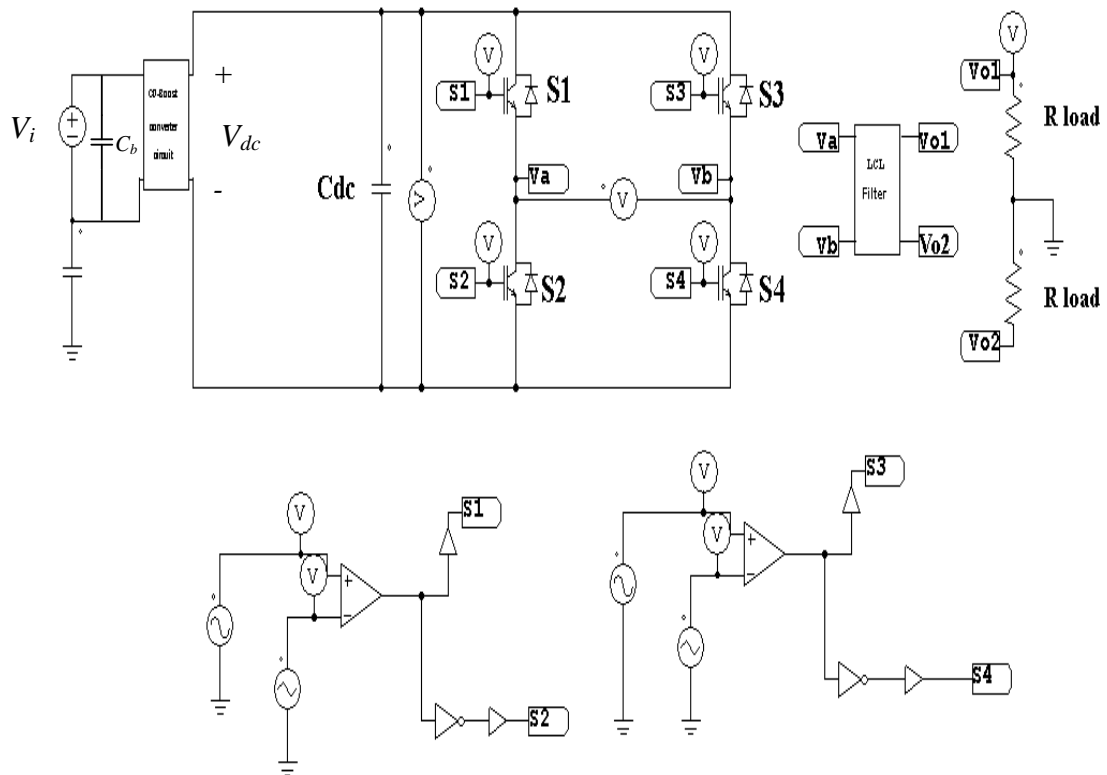 Vi
Cb
CO-Boost
converter
circuit
+
Vdc
-
Cdc
V
V
S1
S1
V
S3
S3
Va
Vb
V
V
S2
S2
V
S4
S4
Va
Vb
LCL
Filter
Vo1
Vo2
V
Vo1
R load
R load
Vo2
V
V
+
−
S1
S2
V
V
+
−
S3
S4